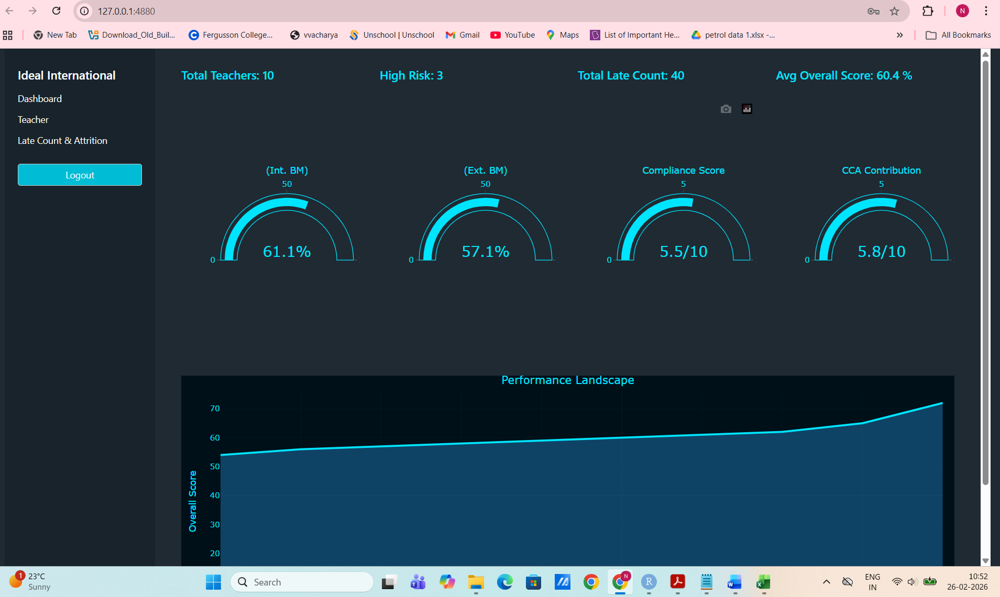 127.0.0.1:4880
N
New Tab
Download_Old_Buil...
Fergusson College...
vvacharya
Unschool | Unschool
Gmail
YouTube
Maps
List of Important He...
petrol data 1.xlsx -...
All Bookmarks
Ideal International
Dashboard
Teacher
Late Count & Attrition
Logout
Total Teachers: 10
High Risk: 3
Total Late Count: 40
Avg Overall Score: 60.4 %
(Int. BM)
50
0
61.1%
(Ext. BM)
50
0
57.1%
Compliance Score
5
0
5.5/10
CCA Contribution
5
0
5.8/10
Performance Landscape
Overall Score
70
60
50
40
30
20
1
23°C
Sunny
Search
N
ENG
IN
10:52
26-02-2026